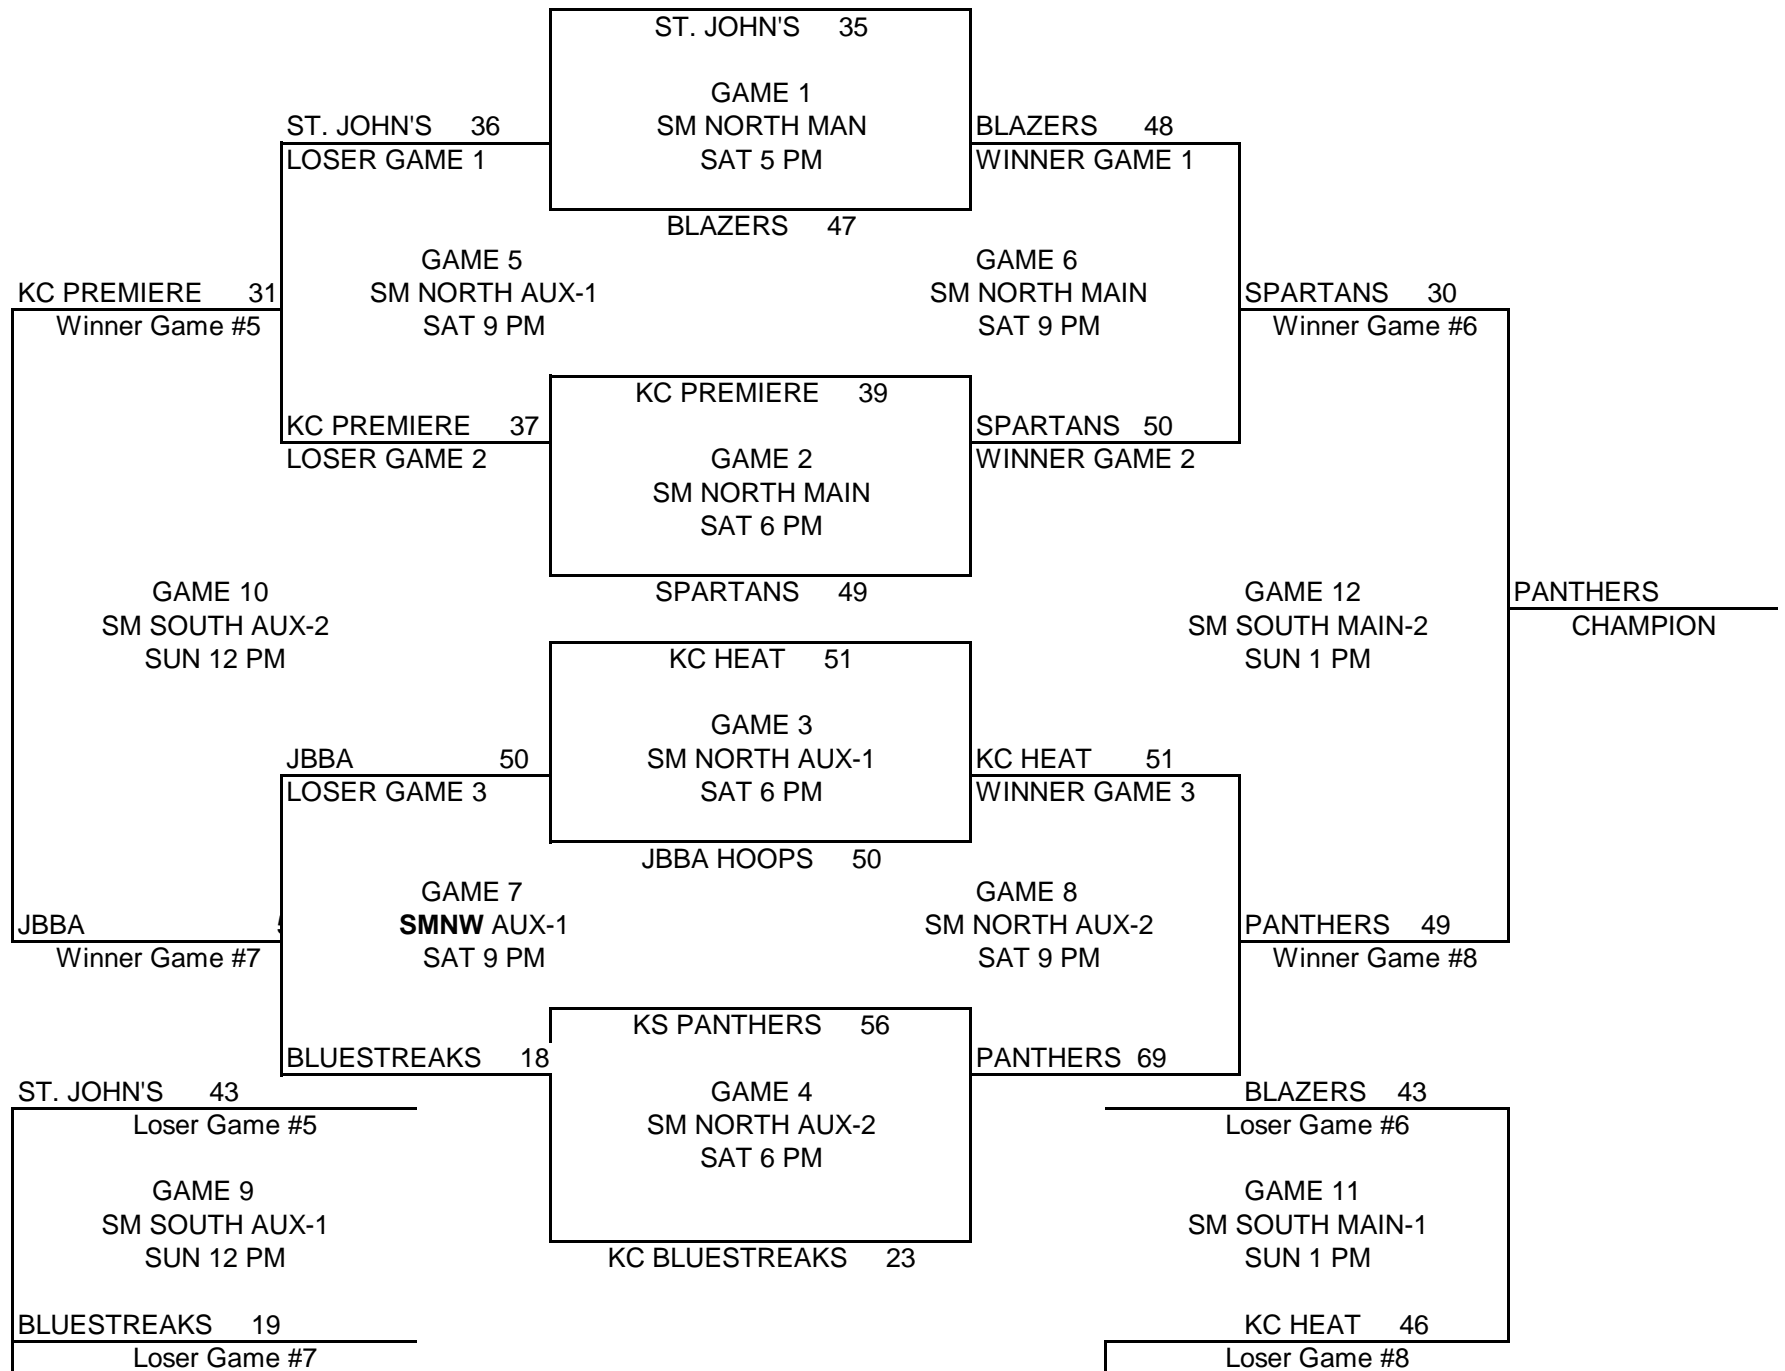 ST. JOHN'S 35
GAME 1
ST. JOHN'S 36 SM NORTH MAN BLAZERS 48
LOSER GAME 1 SAT 5 PM WINNER GAME 1
BLAZERS 47
GAME 5 GAME 6
KC PREMIERE 31 SM NORTH AUX-1 SM NORTH MAIN SPARTANS 30
Winner Game #5 SAT 9 PM SAT 9 PM Winner Game #6
KC PREMIERE 39
KC PREMIERE 37 SPARTANS 50
LOSER GAME 2 GAME 2 WINNER GAME 2
SM NORTH MAIN
SAT 6 PM
GAME 10 SPARTANS 49 GAME 12 PANTHERS
SM SOUTH AUX-2 SM SOUTH MAIN-2 CHAMPION
SUN 12 PM KC HEAT 51 SUN 1 PM
GAME 3
JBBA 50 SM NORTH AUX-1 KC HEAT 51
LOSER GAME 3 SAT 6 PM WINNER GAME 3
JBBA HOOPS 50
GAME 7 GAME 8
JBBA SMNW AUX-1 SM NORTH AUX-2 PANTHERS 49
Winner Game #7 SAT 9 PM SAT 9 PM Winner Game #8
KS PANTHERS 56
BLUESTREAKS 18 PANTHERS 69
ST. JOHN'S 43 GAME 4 BLAZERS 43
Loser Game #5 SM NORTH AUX-2 Loser Game #6
SAT 6 PM
GAME 9 GAME 11
SM SOUTH AUX-1 SM SOUTH MAIN-1
SUN 12 PM KC BLUESTREAKS 23 SUN 1 PM
BLUESTREAKS 19 KC HEAT 46
Loser Game #7 Loser Game #8